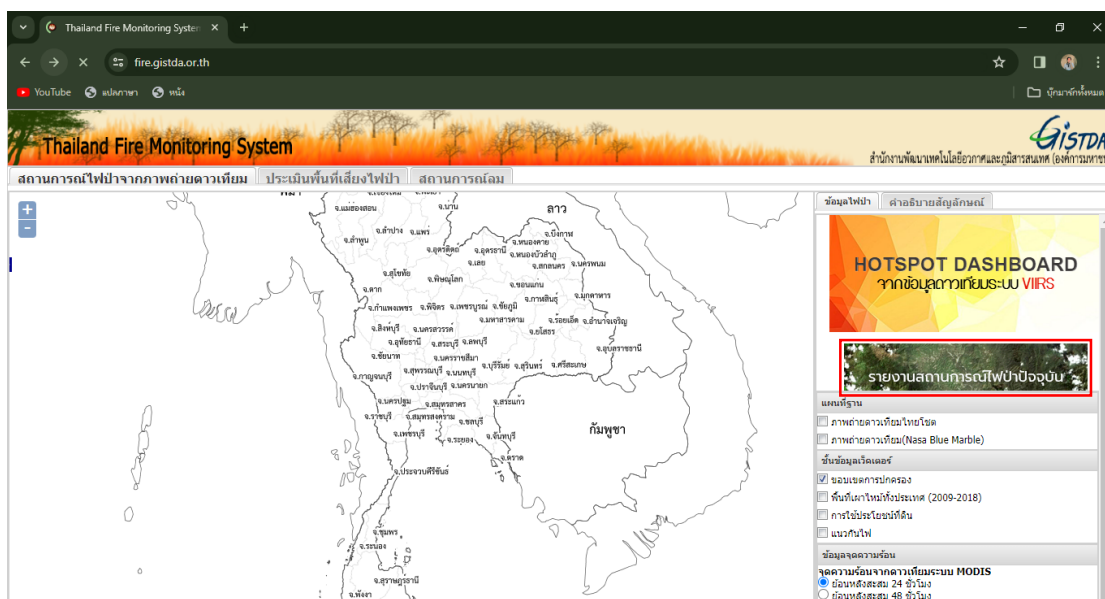 Thailand Fire Monitoring System
fire.gistda.or.th
YouTube
แปลภาษา
หนัง
บุ๊กมาร์กทั้งหมด
Thailand Fire Monitoring System
GISTDA
สำนักงานพัฒนาเทคโนโลยีอวกาศและภูมิสารสนเทศ (องค์การมหาช
สถานการณ์ไฟป่าจากภาพถ่ายดาวเทียม
ประเมินพื้นที่เสี่ยงไฟป่า
สถานการณ์ลม
ข้อมูลไฟป่า
คำอธิบายสัญลักษณ์
+
-
จ.แม่ฮ่องสอน
จ.น่าน
ลาว
จ.ลำปาง
จ.แพร่
จ.ลำพูน
จ.บึงกาฬ
จ.หนองคาย
จ.อุตรดิตถ์
จ.อุดรธานี
จ.หนองบัวลำภู
จ.เลย
จ.สกลนคร
จ.นครพนม
จ.สุโขทัย
จ.พิษณุโลก
จ.ขอนแก่น
จ.ตาก
จ.กาฬสินธุ์
จ.มุกดาหาร
จ.กำแพงเพชร
จ.พิจิตร
จ.เพชรบูรณ์
จ.ชัยภูมิ
จ.มหาสารคาม
จ.ร้อยเอ็ด
จ.อำนาจเจริญ
จ.สิงห์บุรี
จ.นครสวรรค์
จ.ยโสธร
จ.อุทัยธานี
จ.สระบุรี
จ.ลพบุรี
จ.อุบลราชธานี
จ.ชัยนาท
จ.นครราชสีมา
จ.สุพรรณบุรี
จ.นนทบุรี
จ.บุรีรัมย์
จ.สุรินทร์
จ.ศรีสะเกษ
จ.กาญจนบุรี
จ.ปราจีนบุรี
จ.นครนายก
จ.นครปฐม
จ.สมุทรสาคร
จ.สระแก้ว
จ.ราชบุรี
จ.สมุทรสงคราม
จ.ชลบุรี
กัมพูชา
จ.เพชรบุรี
จ.ระยอง
จ.จันทบุรี
จ.ตราด
จ.ประจวบคีรีขันธ์
จ.ชุมพร
จ.ระนอง
จ.สุราษฎร์ธานี
จ.พังงา
HOTSPOT DASHBOARD
จากข้อมูลดาวเทียมระบบ VIIRS
รายงานสถานการณ์ไฟป่าปัจจุบัน
แผนที่ฐาน
ภาพถ่ายดาวเทียมไทยโชต
ภาพถ่ายดาวเทียม(Nasa Blue Marble)
ชั้นข้อมูลเว็คเตอร์
ขอบเขตการปกครอง
พื้นที่เผาไหม้ทั้งประเทศ (2009-2018)
การใช้ประโยชน์ที่ดิน
แนวกันไฟ
ข้อมูลจุดความร้อน
จุดความร้อนจากดาวเทียมระบบ MODIS
ย้อนหลังสะสม 24 ชั่วโมง
ย้อนหลังสะสม 48 ชั่วโมง